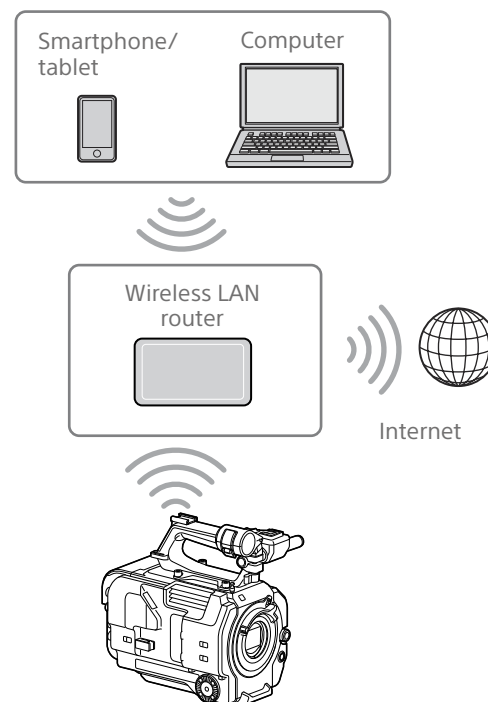 Smartphone/
tablet
Computer
Wireless LAN
router
Internet